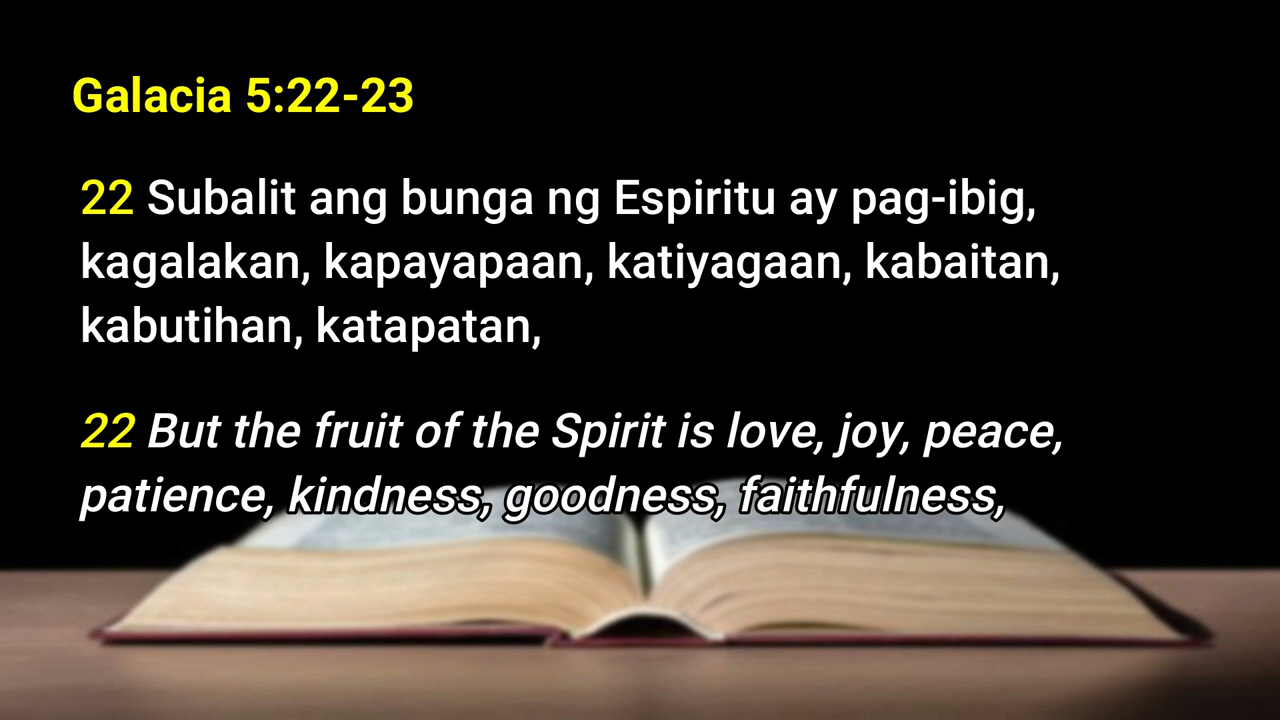 Galacia 5:22-23
22 Subalit ang bunga ng Espiritu ay pag-ibig,
kagalakan, kapayapaan, katiyagaan, kabaitan,
kabutihan, katapatan,
22 But the fruit of the Spirit is love, joy, peace,
patience, kindness, goodness, faithfulness,